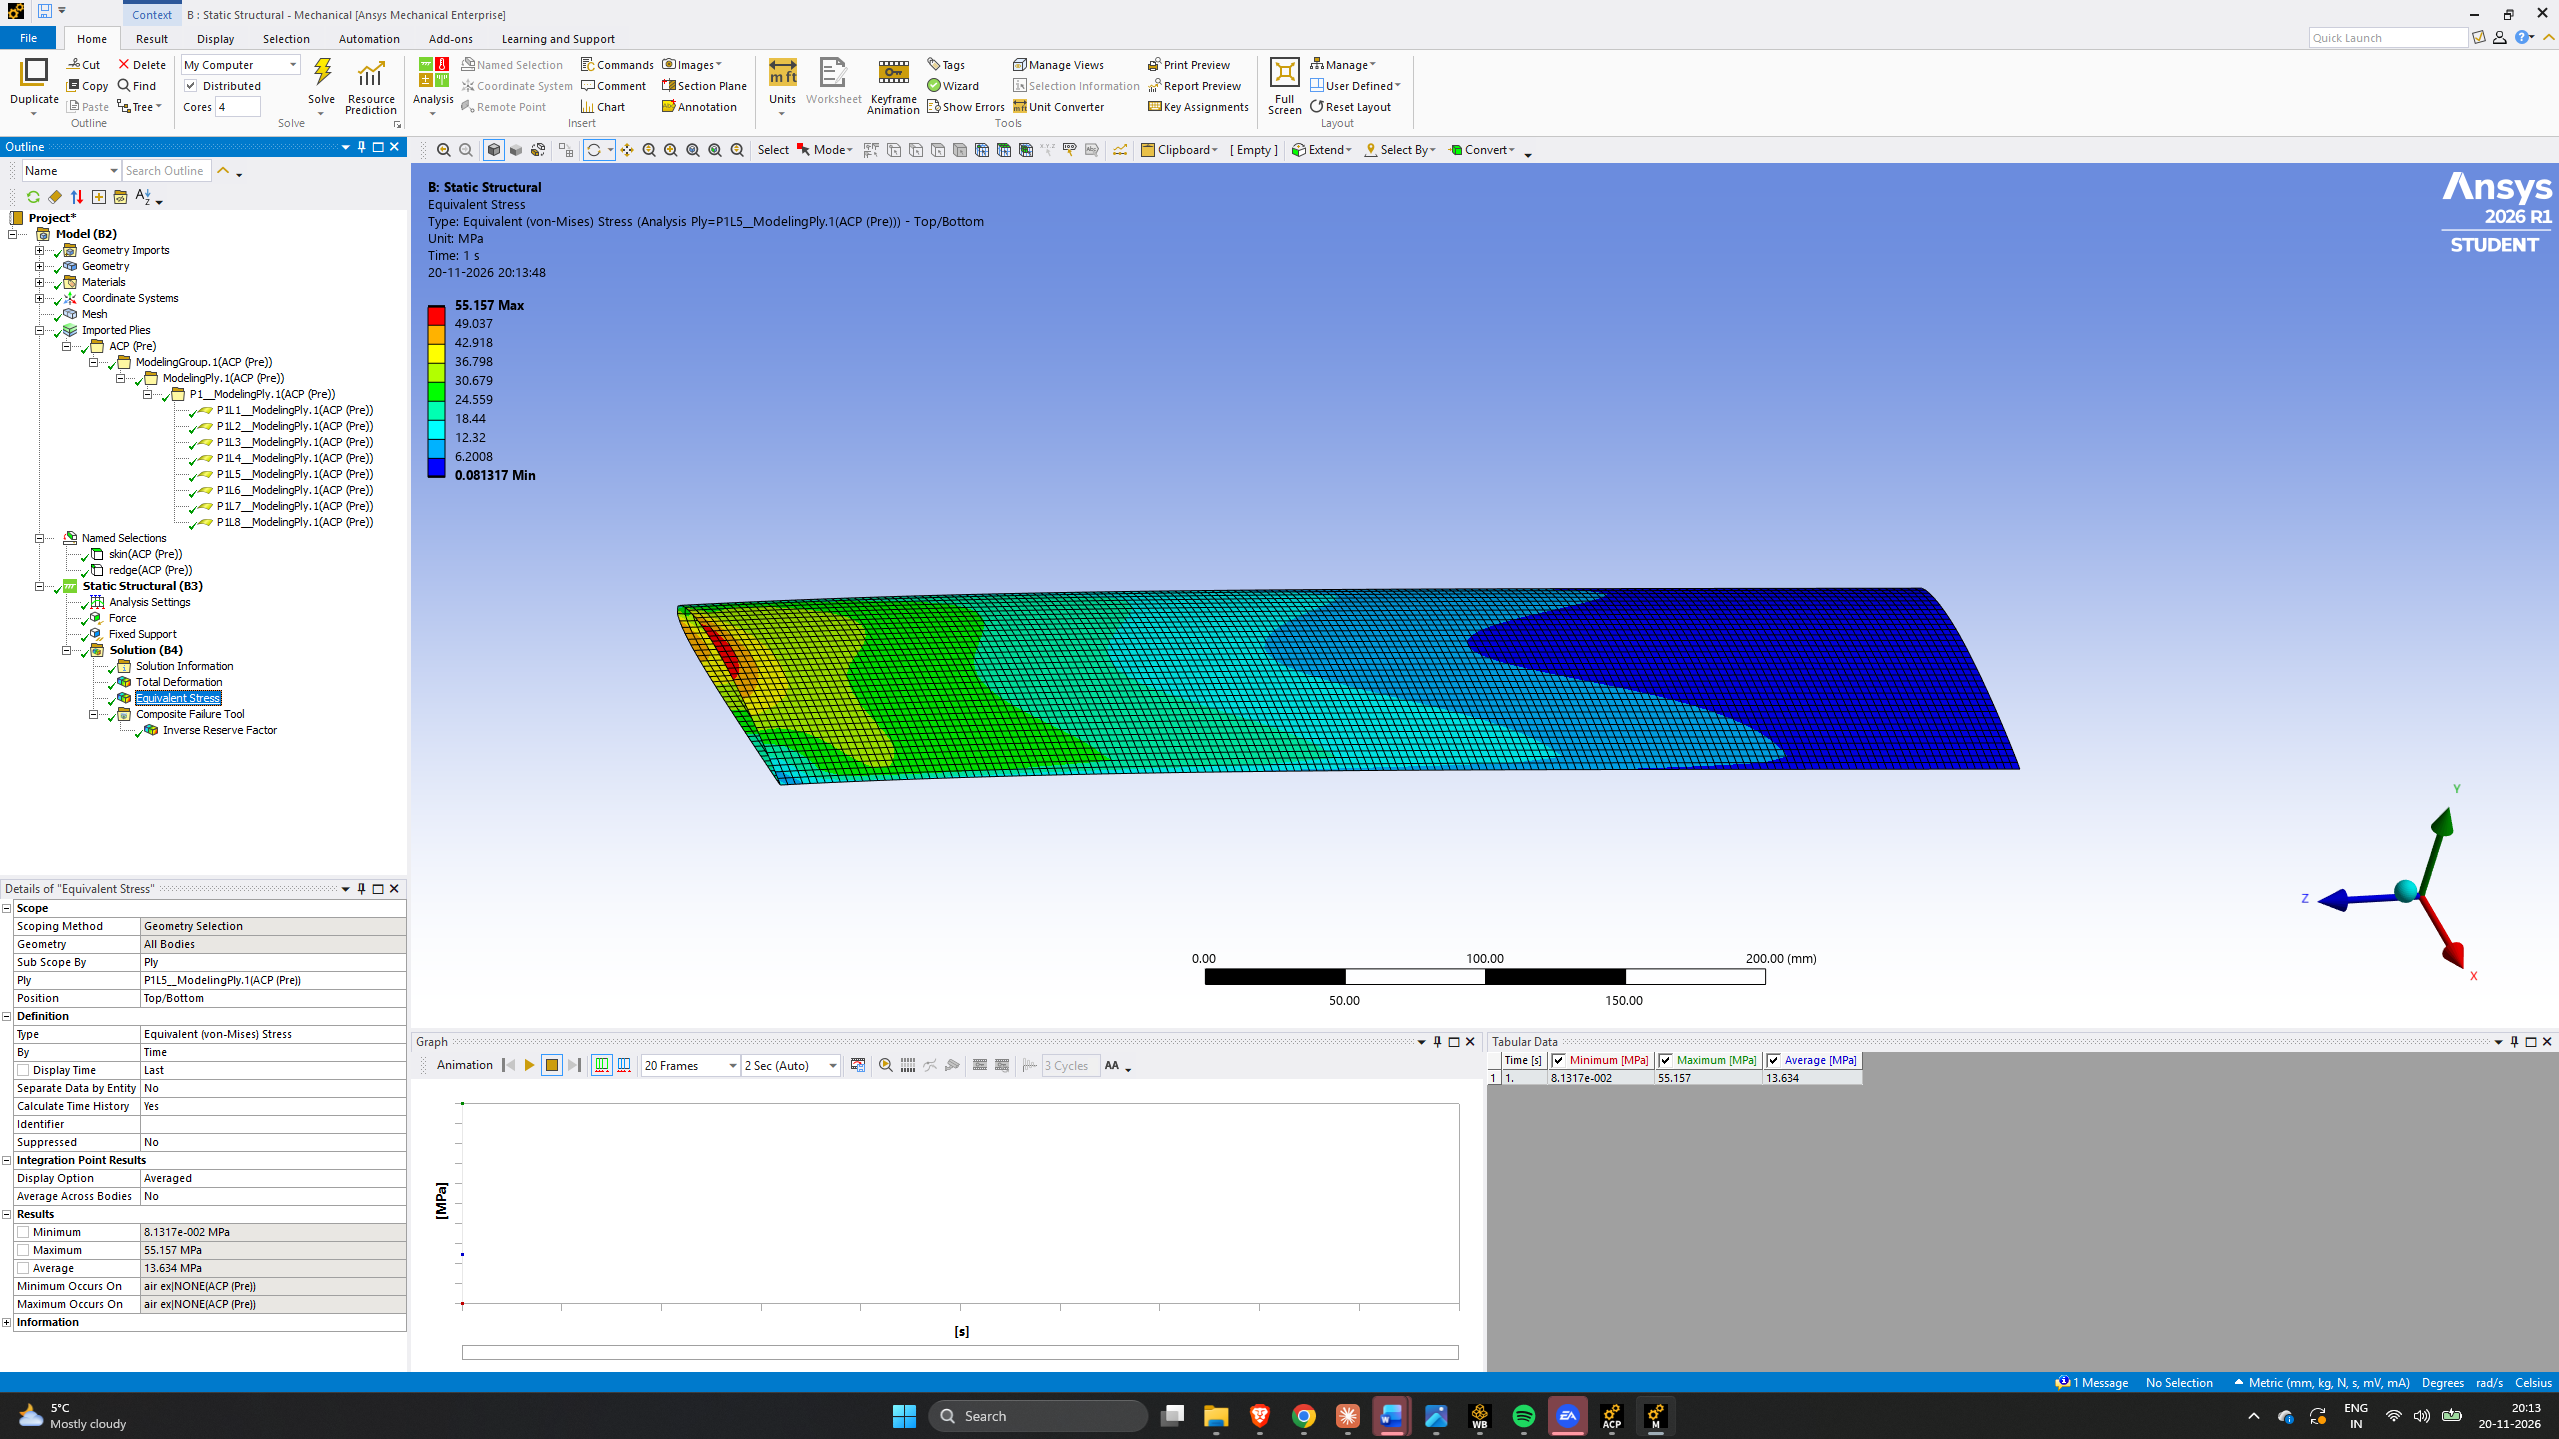 Context B : Static Structural - Mechanical [Ansys Mechanical Enterprise]
File Home Result Display Selection Automation Add-ons Learning and Support Quick Launch
Duplicate
Cut Delete
Copy Find
Paste Tree
Outline
My Computer
Distributed
Cores 4
Solve
Resource Prediction
Solve
Analysis
Named Selection Commands Images
Coordinate System Comment Section Plane
Remote Point Chart Annotation
Insert
m ft
Units
Worksheet
Keyframe Animation
Tags Manage Views Print Preview
Wizard Selection Information Report Preview
Show Errors Unit Converter Key Assignments
Tools
Full Screen
Manage
User Defined
Reset Layout
Layout
Select Mode Clipboard [ Empty ] Extend Select By Convert
Outline
Name Search Outline
Project*
Model (B2)
Geometry Imports
Geometry
Materials
Coordinate Systems
Mesh
Imported Plies
ACP (Pre)
ModelingGroup.1(ACP (Pre))
ModelingPly.1(ACP (Pre))
P1__ModelingPly.1(ACP (Pre))
P1L1__ModelingPly.1(ACP (Pre))
P1L2__ModelingPly.1(ACP (Pre))
P1L3__ModelingPly.1(ACP (Pre))
P1L4__ModelingPly.1(ACP (Pre))
P1L5__ModelingPly.1(ACP (Pre))
P1L6__ModelingPly.1(ACP (Pre))
P1L7__ModelingPly.1(ACP (Pre))
P1L8__ModelingPly.1(ACP (Pre))
Named Selections
skin(ACP (Pre))
redge(ACP (Pre))
Static Structural (B3)
Analysis Settings
Force
Fixed Support
Solution (B4)
Solution Information
Total Deformation
Equivalent Stress
Composite Failure Tool
Inverse Reserve Factor
B: Static Structural
Equivalent Stress
Type: Equivalent (von-Mises) Stress (Analysis Ply=P1L5__ModelingPly.1(ACP (Pre))) - Top/Bottom
Unit: MPa
Time: 1 s
20-11-2026 20:13:48
55.157 Max
49.037
42.918
36.798
30.679
24.559
18.44
12.32
6.2008
0.081317 Min
Ansys
2026 R1
STUDENT
Y
Z
X
0.00 100.00 200.00 (mm)
50.00 150.00
Details of "Equivalent Stress"
Scope
Scoping Method Geometry Selection
Geometry All Bodies
Sub Scope By Ply
Ply P1L5__ModelingPly.1(ACP (Pre))
Position Top/Bottom
Definition
Type Equivalent (von-Mises) Stress
By Time
Display Time Last
Separate Data by Entity No
Calculate Time History Yes
Identifier
Suppressed No
Integration Point Results
Display Option Averaged
Average Across Bodies No
Results
Minimum 8.1317e-002 MPa
Maximum 55.157 MPa
Average 13.634 MPa
Minimum Occurs On air ex|NONE(ACP (Pre))
Maximum Occurs On air ex|NONE(ACP (Pre))
Information
Graph
Animation 20 Frames 2 Sec (Auto) 3 Cycles AA
[MPa]
[s]
Tabular Data
Time [s] Minimum [MPa] Maximum [MPa] Average [MPa]
1 1. 8.1317e-002 55.157 13.634
1 Message No Selection Metric (mm, kg, N, s, mV, mA) Degrees rad/s Celsius
5°C
Mostly cloudy
Search
WB
EA
ACP
M
ENG
IN
20:13
20-11-2026